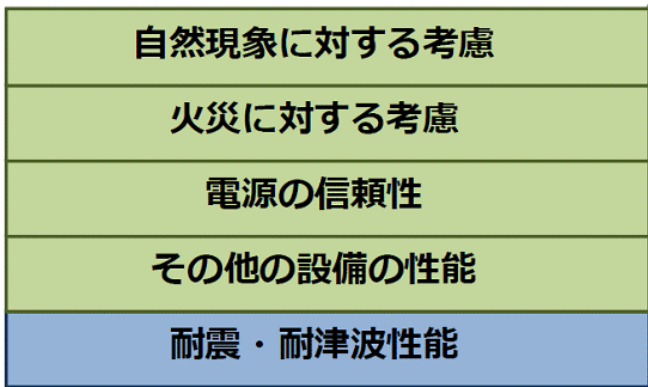 自然現象に対する考慮
火災に対する考慮
電源の信頼性
その他の設備の性能
耐震・耐津波性能